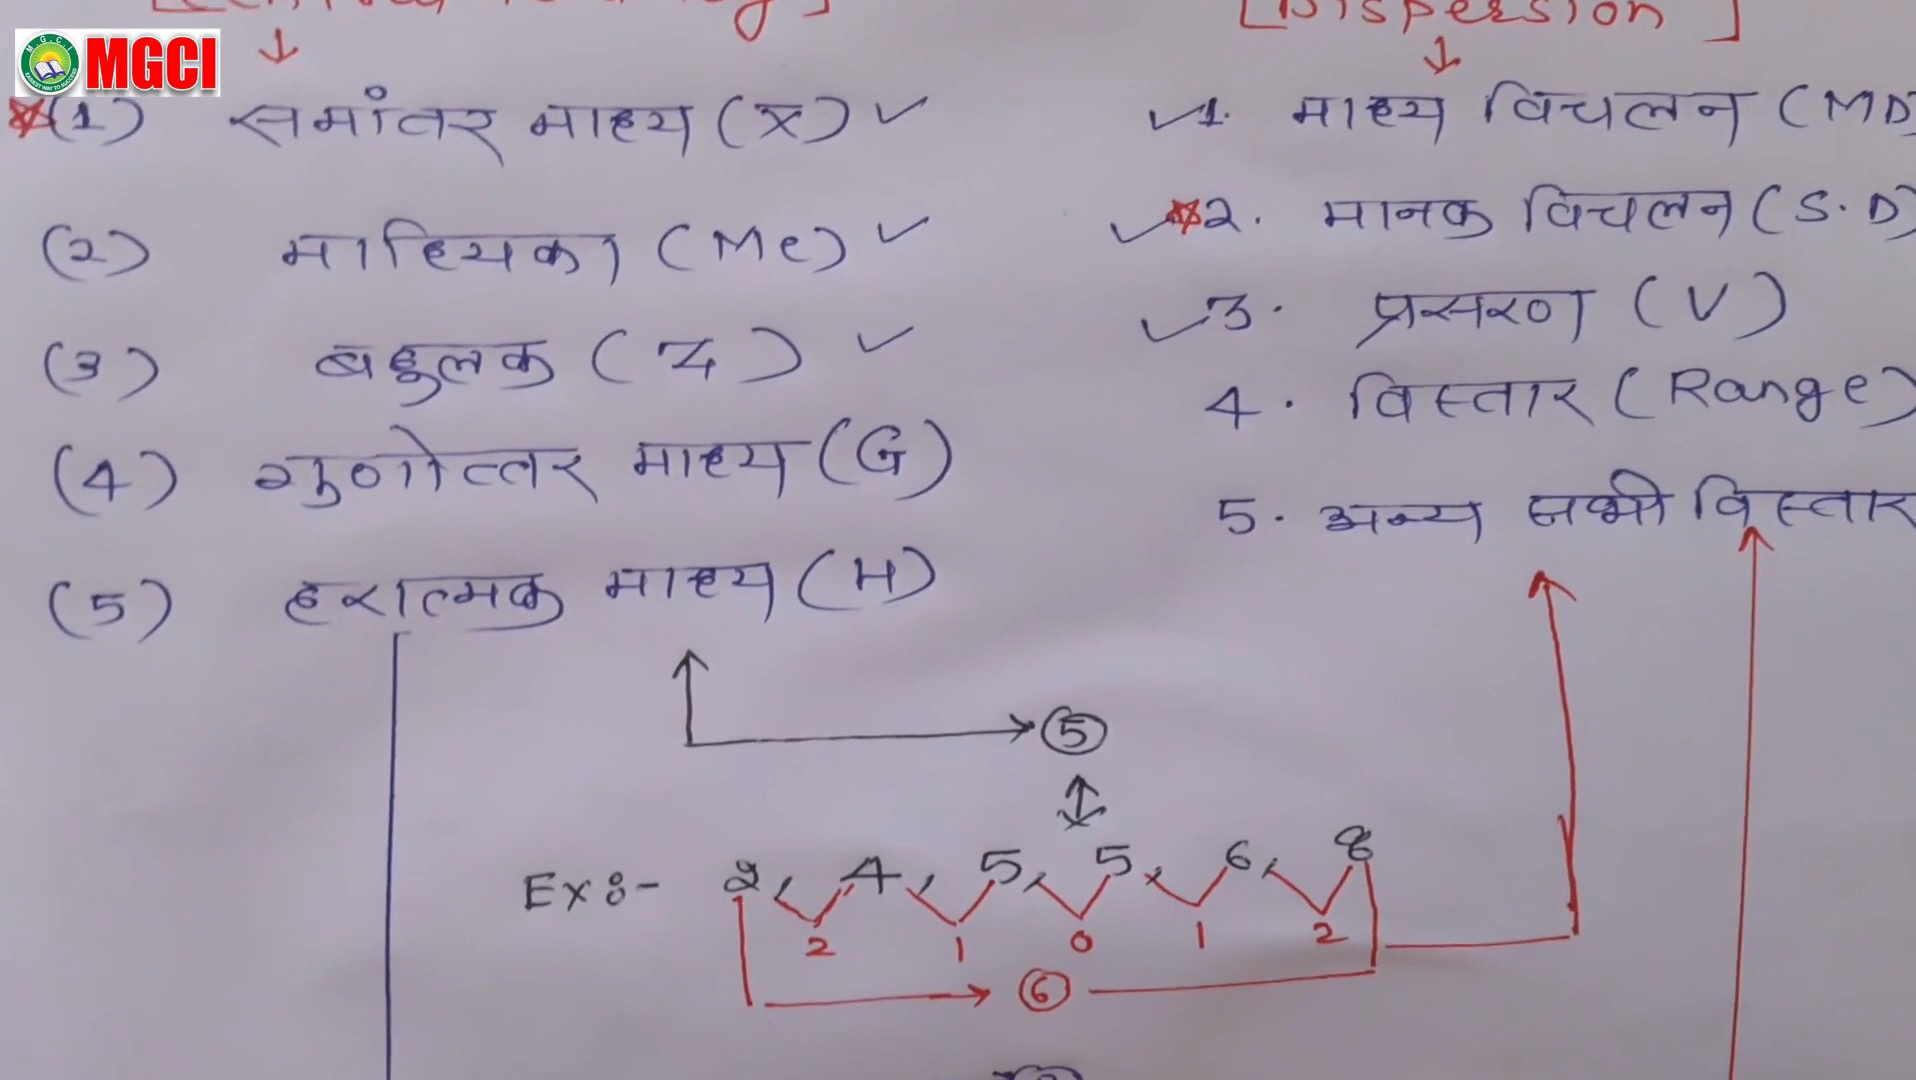 [Dispersion]
MGCI
(1) समांतर माध्य (x̄)
(2) माध्यिका (Me)
(3) बहुलक (Z)
(4) गुणोत्तर माध्य (G)
(5) हरात्मक माध्य (H)
1. माध्य विचलन (MD)
2. मानक विचलन (S.D)
3. प्रसरण (V)
4. विस्तार (Range)
5. अन्य सभी विस्तार
5
Ex:- 2, 4, 5, 5, 6, 8
2 1 0 1 2
6